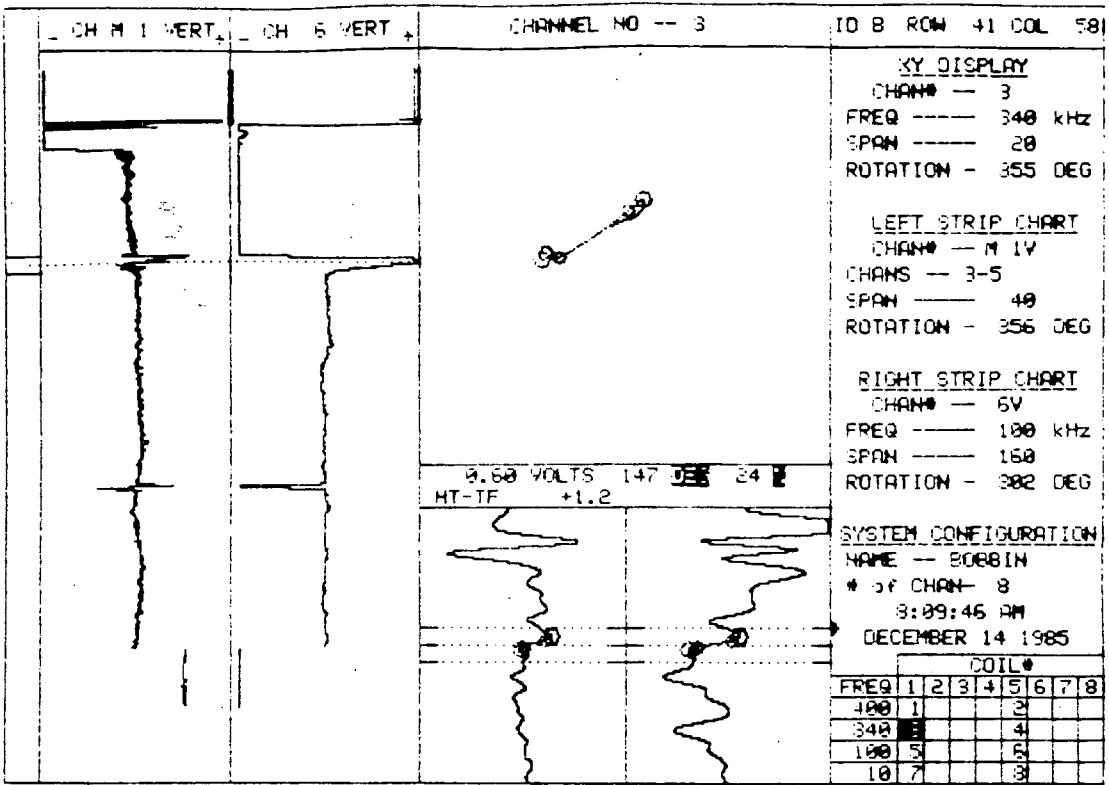 _ CH M 1 VERT +
_ CH 6 VERT +
CHANNEL NO -- 3
ID B ROW 41 COL 58
XY DISPLAY
CHAN# -- 3
FREQ ----- 340 kHz
SPAN ----- 20
ROTATION - 355 DEG
LEFT STRIP CHART
CHAN# -- M 1V
CHANS -- 3-5
SPAN ----- 40
ROTATION - 356 DEG
RIGHT STRIP CHART
CHAN# -- 6V
FREQ ----- 100 kHz
SPAN ----- 160
ROTATION - 302 DEG
0.60 VOLTS 147 DEG 24
HT-TF +1.2
SYSTEM CONFIGURATION
NAME -- BOBBIN
# of CHAN- 8
8:09:46 AM
DECEMBER 14 1985
COIL#
FREQ 1 2 3 4 5 6 7 8
400 1 2
340 4
100 5 6
10 7 8